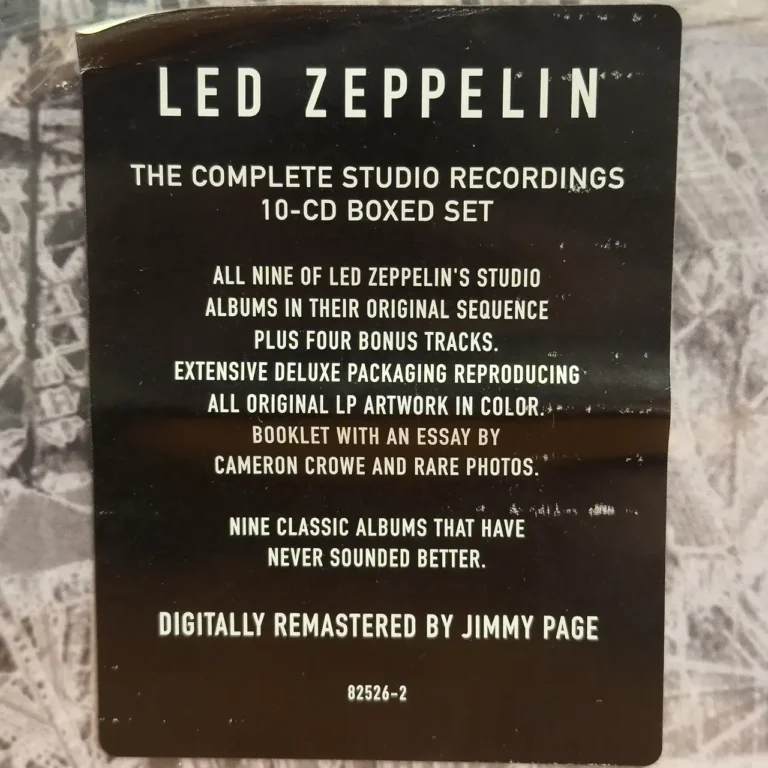 LED ZEPPELIN
THE COMPLETE STUDIO RECORDINGS
10-CD BOXED SET
ALL NINE OF LED ZEPPELIN'S STUDIO
ALBUMS IN THEIR ORIGINAL SEQUENCE
PLUS FOUR BONUS TRACKS.
EXTENSIVE DELUXE PACKAGING REPRODUCING
ALL ORIGINAL LP ARTWORK IN COLOR.
BOOKLET WITH AN ESSAY BY
CAMERON CROWE AND RARE PHOTOS.
NINE CLASSIC ALBUMS THAT HAVE
NEVER SOUNDED BETTER.
DIGITALLY REMASTERED BY JIMMY PAGE
82526-2